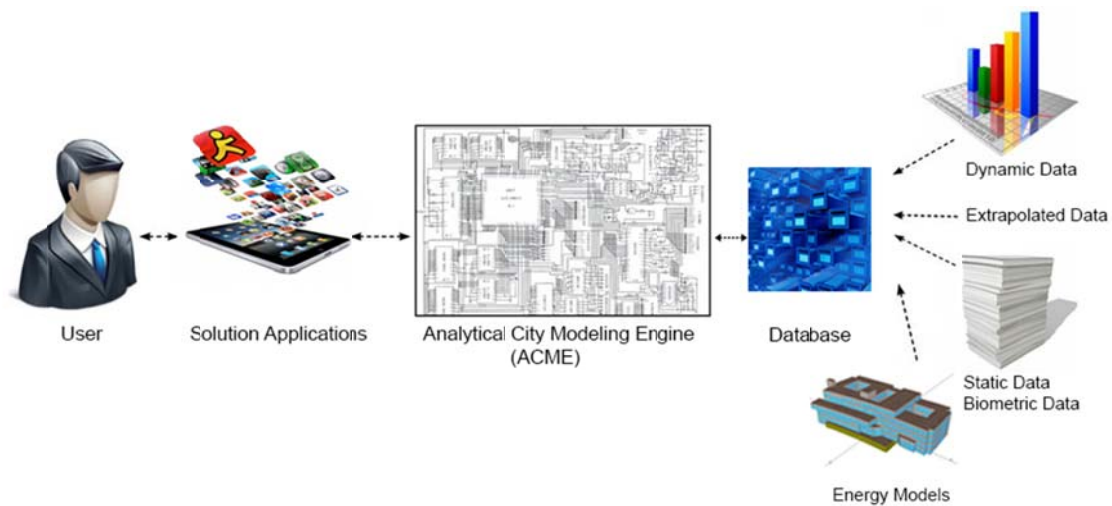 Dynamic Data
Extrapolated Data
User
Solution Applications
Analytical City Modeling Engine
(ACME)
Database
Static Data
Biometric Data
Energy Models